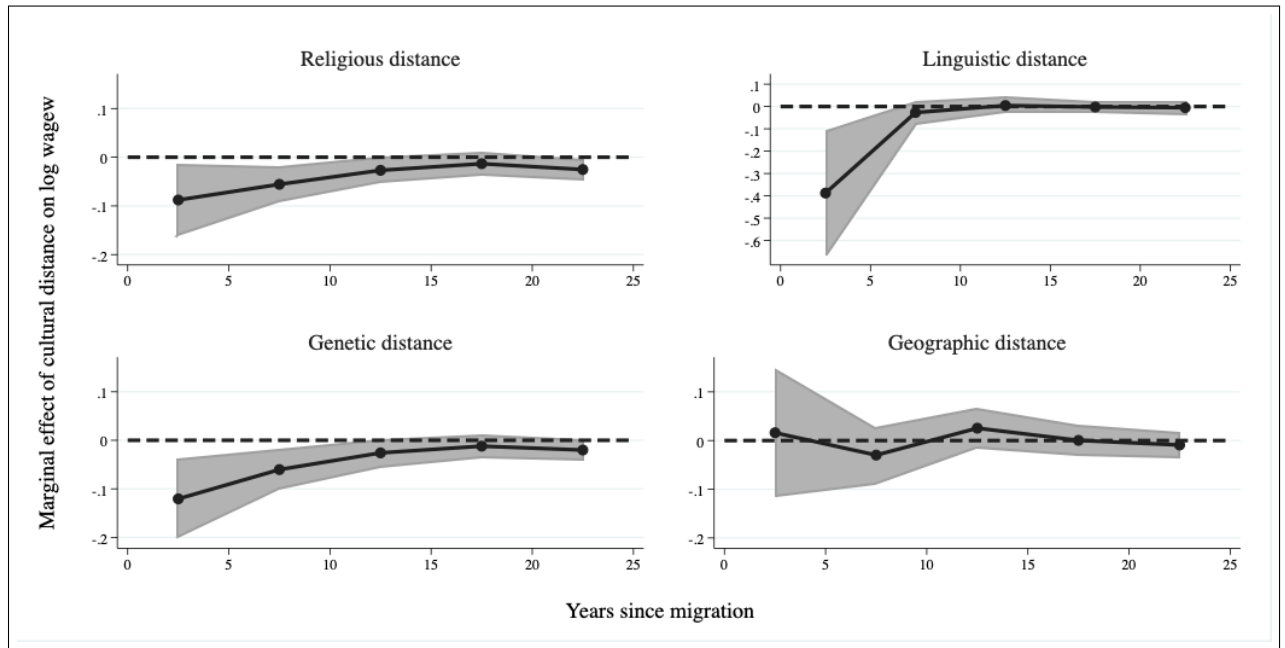 Religious distance
Linguistic distance
Marginal effect of cultural distance on log wagew
.1
0
-.1
-.2
0 5 10 15 20 25
.1
0
-.1
-.2
-.3
-.4
-.5
-.6
0 5 10 15 20 25
Genetic distance
Geographic distance
.1
0
-.1
-.2
0 5 10 15 20 25
.1
0
-.1
-.2
0 5 10 15 20 25
Years since migration